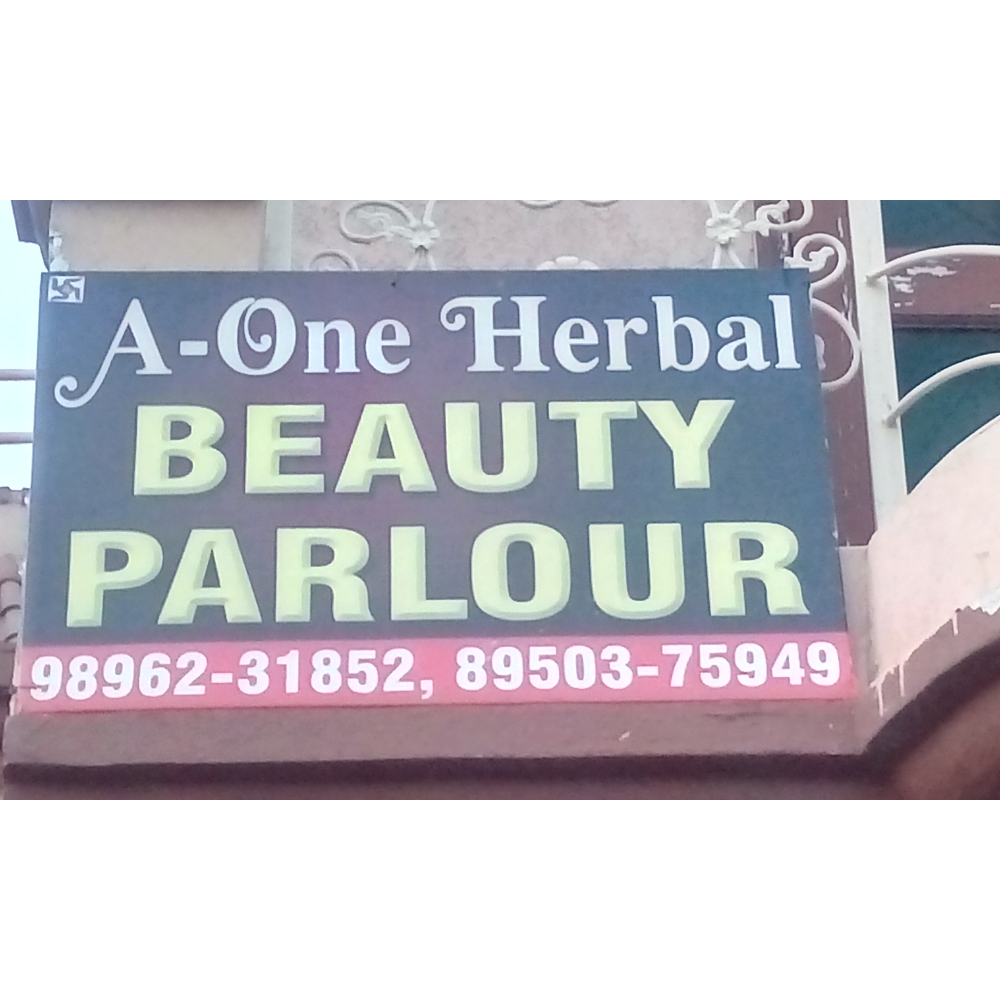 A-One Herbal
BEAUTY
PARLOUR
98962-31852, 89503-75949